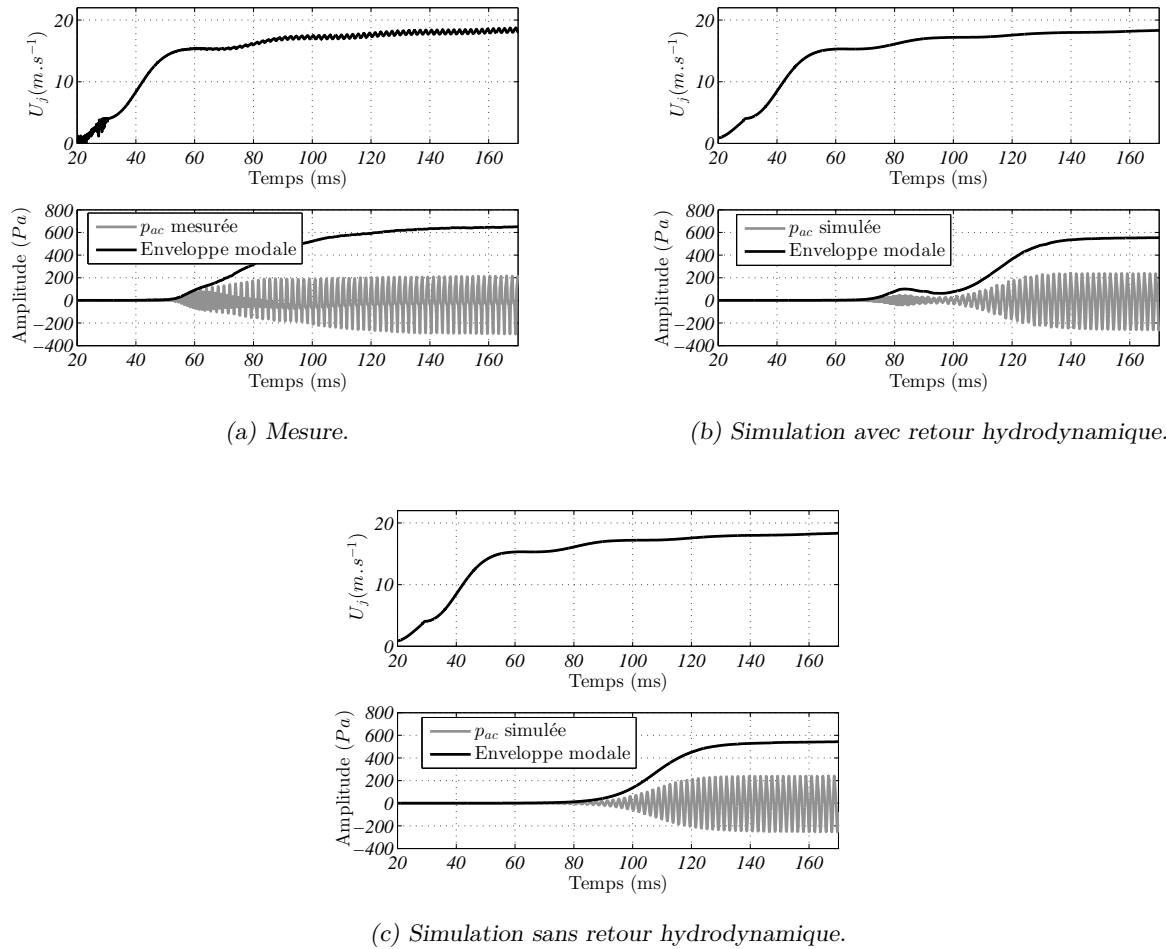 20
10
0
U_j(m.s^{-1})
20 40 60 80 100 120 140 160
Temps (ms)
800
600
400
200
0
−200
−400
Amplitude (Pa)
p_{ac} mesurée
Enveloppe modale
20 40 60 80 100 120 140 160
Temps (ms)
(a) Mesure.
20
10
0
U_j(m.s^{-1})
20 40 60 80 100 120 140 160
Temps (ms)
800
600
400
200
0
−200
−400
Amplitude (Pa)
p_{ac} simulée
Enveloppe modale
20 40 60 80 100 120 140 160
Temps (ms)
(b) Simulation avec retour hydrodynamique.
20
10
0
U_j(m.s^{-1})
20 40 60 80 100 120 140 160
Temps (ms)
800
600
400
200
0
−200
−400
Amplitude (Pa)
p_{ac} simulée
Enveloppe modale
20 40 60 80 100 120 140 160
Temps (ms)
(c) Simulation sans retour hydrodynamique.